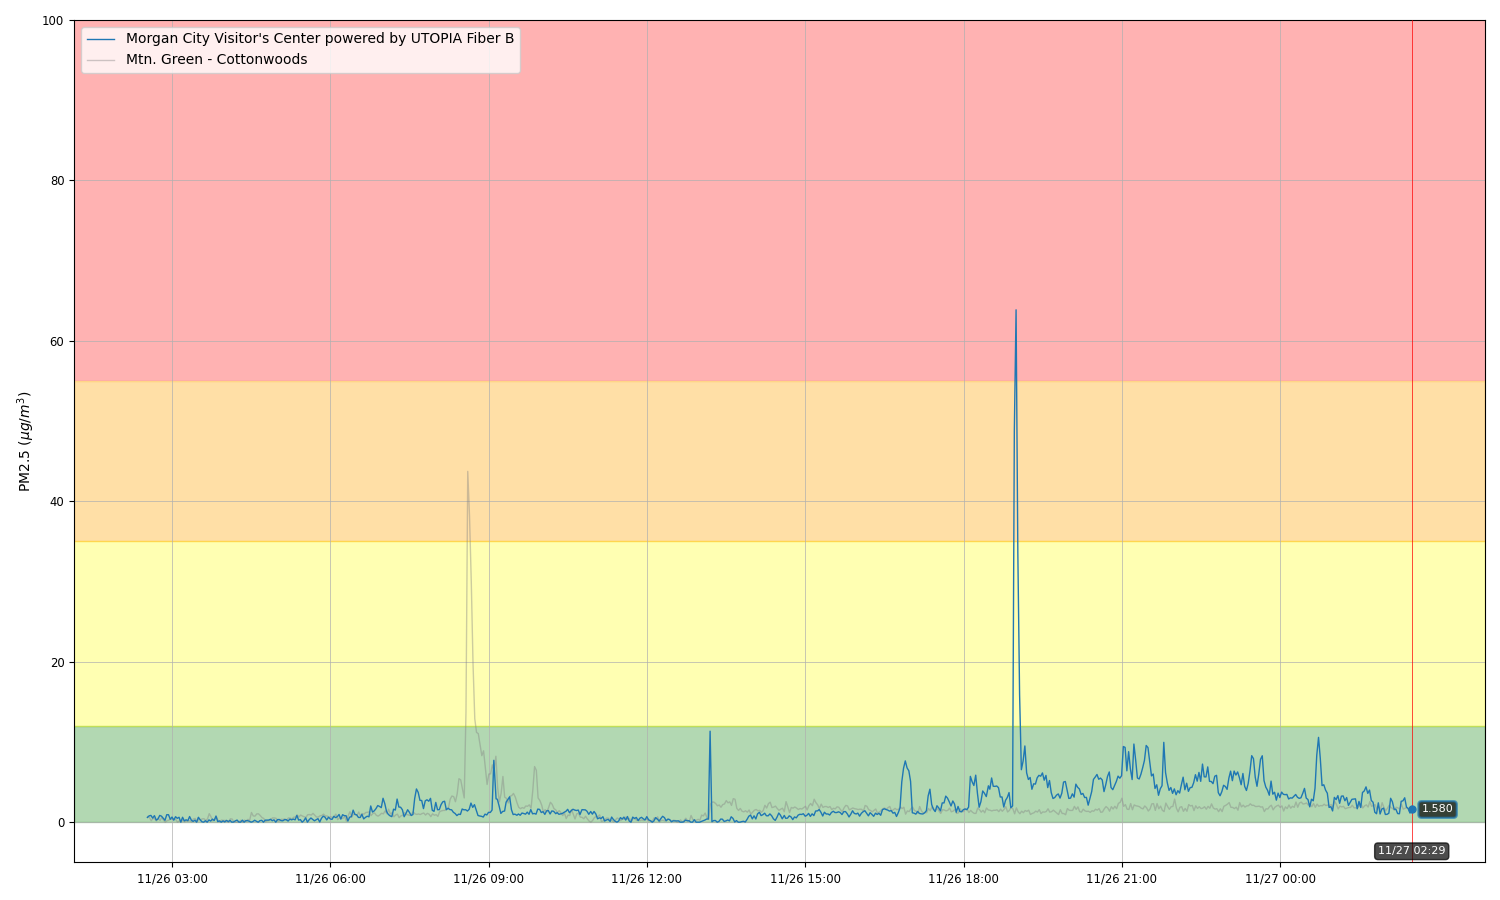 100
80
60
40
20
0
PM2.5 (µg/m³)
Morgan City Visitor's Center powered by UTOPIA Fiber B
Mtn. Green - Cottonwoods
1.580
11/27 02:29
11/26 03:00 11/26 06:00 11/26 09:00 11/26 12:00 11/26 15:00 11/26 18:00 11/26 21:00 11/27 00:00